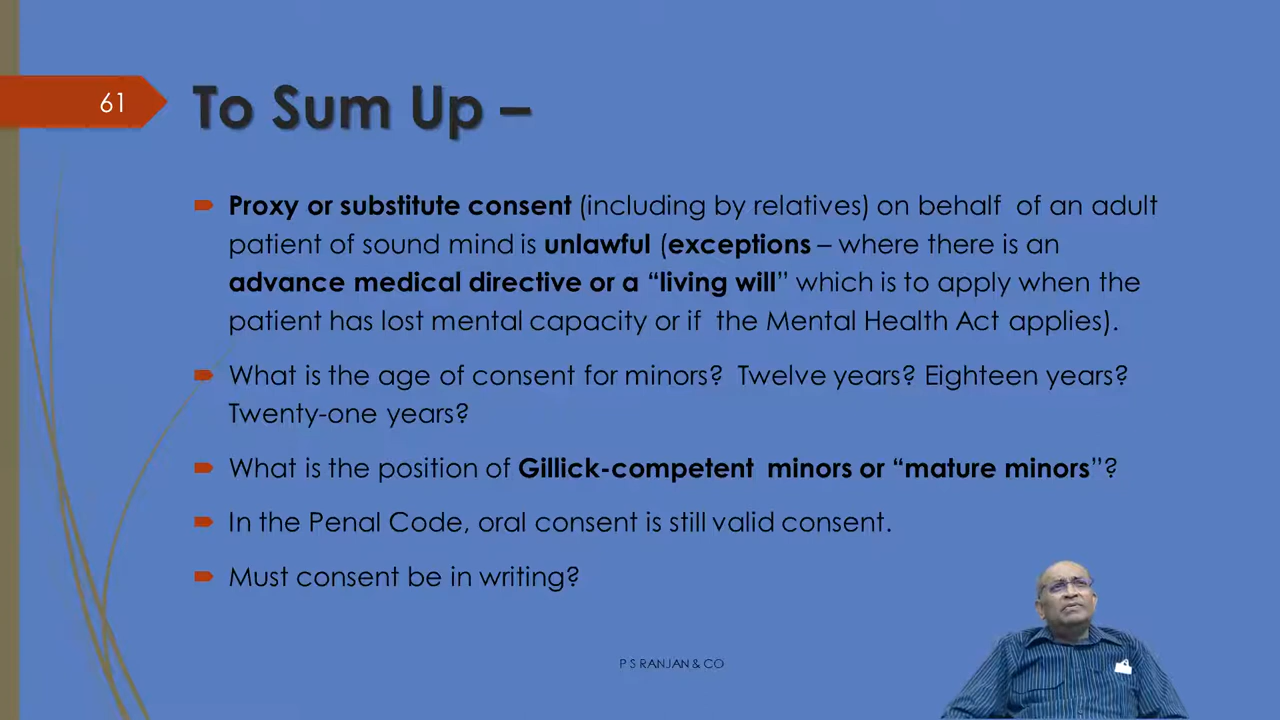 61
To Sum Up –
Proxy or substitute consent (including by relatives) on behalf of an adult
patient of sound mind is unlawful (exceptions – where there is an
advance medical directive or a “living will” which is to apply when the
patient has lost mental capacity or if the Mental Health Act applies).
What is the age of consent for minors? Twelve years? Eighteen years?
Twenty-one years?
What is the position of Gillick-competent minors or “mature minors”?
In the Penal Code, oral consent is still valid consent.
Must consent be in writing?
P S RANJAN & CO